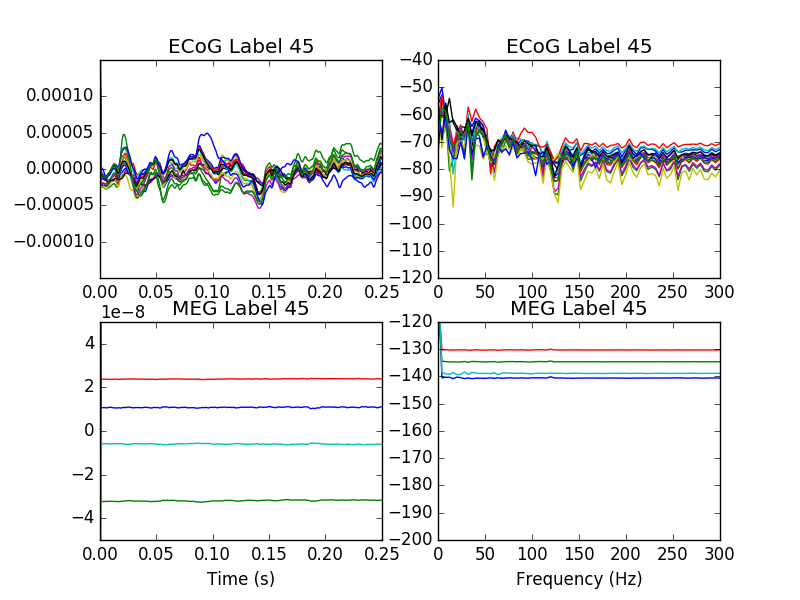 ECoG Label 45
0.00010
0.00005
0.00000
−0.00005
−0.00010
0.00 0.05 0.10 0.15 0.20 0.25
ECoG Label 45
−40
−50
−60
−70
−80
−90
−100
−110
−120
0 50 100 150 200 250 300
1e−8
MEG Label 45
4
2
0
−2
−4
0.00 0.05 0.10 0.15 0.20 0.25
Time (s)
MEG Label 45
−120
−130
−140
−150
−160
−170
−180
−190
−200
0 50 100 150 200 250 300
Frequency (Hz)